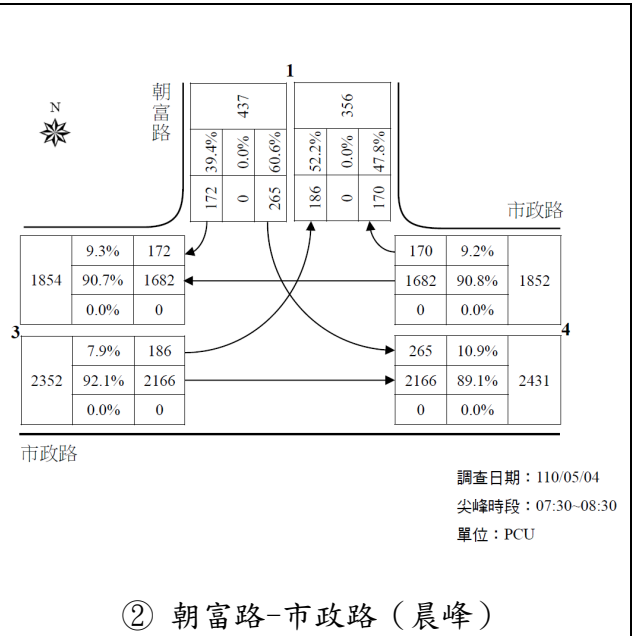 1
N
朝富路
437
356
39.4%
0.0%
60.6%
52.2%
0.0%
47.8%
172
0
265
186
0
170
市政路
9.3% 172
1854 90.7% 1682
0.0% 0
170 9.2%
1682 90.8% 1852
0 0.0%
3
4
7.9% 186
2352 92.1% 2166
0.0% 0
265 10.9%
2166 89.1% 2431
0 0.0%
市政路
調查日期：110/05/04
尖峰時段：07:30~08:30
單位：PCU
② 朝富路-市政路（晨峰）